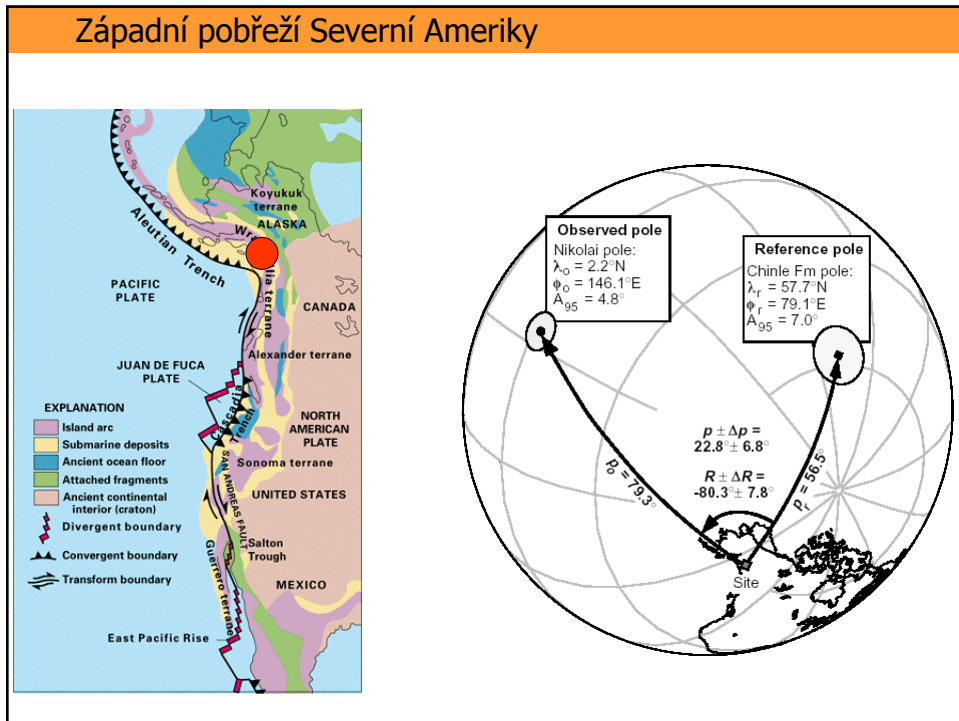 Západní pobřeží Severní Ameriky
Koyukuk
terrane
ALASKA
Aleutian Trench
PACIFIC
PLATE
CANADA
Alexander terrane
JUAN DE FUCA
PLATE
Cascadia
Trench
NORTH
AMERICAN
PLATE
Sonoma terrane
SAN ANDREAS FAULT
UNITED STATES
Salton
Trough
Guerrero terrane
MEXICO
East Pacific Rise
EXPLANATION
Island arc
Submarine deposits
Ancient ocean floor
Attached fragments
Ancient continental
interior (craton)
Divergent boundary
Convergent boundary
Transform boundary
Observed pole
Nikolai pole:
λo = 2.2°N
ϕo = 146.1°E
A95 = 4.8°
Reference pole
Chinle Fm pole:
λr = 57.7°N
ϕr = 79.1°E
A95 = 7.0°
p ± Δp =
22.8°± 6.8°
R ± ΔR =
-80.3°± 7.8°
po = 79.3°
pr = 56.5°
Site